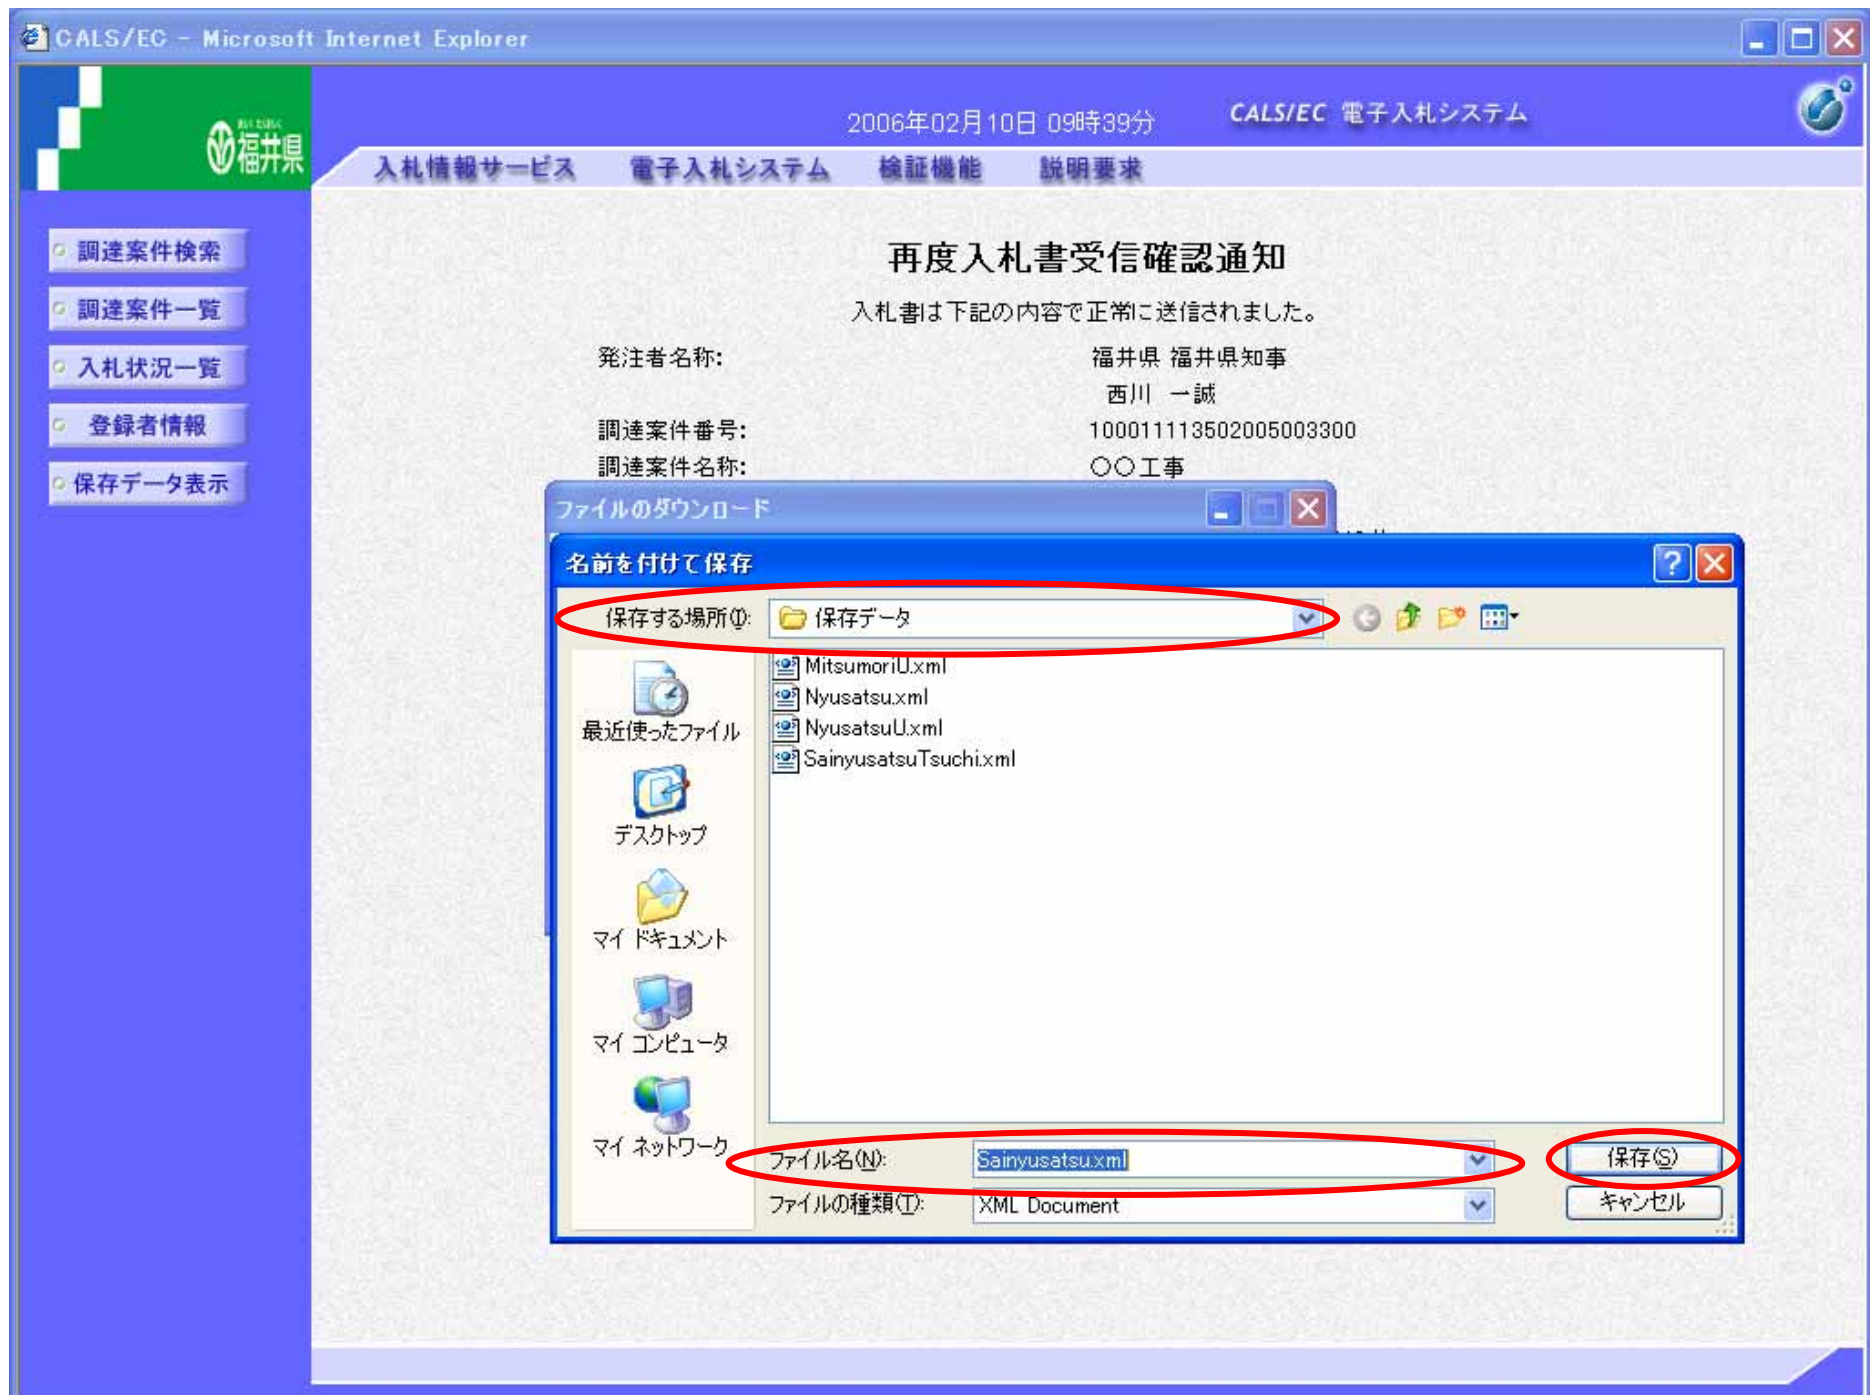 CALS/EC - Microsoft Internet Explorer
福井県
2006年02月10日 09時39分
CALS/EC 電子入札システム
入札情報サービス 電子入札システム 検証機能 説明要求
調達案件検索
調達案件一覧
入札状況一覧
登録者情報
保存データ表示
再度入札書受信確認通知
入札書は下記の内容で正常に送信されました。
発注者名称: 福井県 福井県知事
西川 一誠
調達案件番号: 100011113502005003300
調達案件名称: 〇〇工事
ファイルのダウンロード
名前を付けて保存
保存する場所(I): 保存データ
最近使ったファイル
デスクトップ
マイ ドキュメント
マイ コンピュータ
マイ ネットワーク
MitsumoriU.xml
Nyusatsu.xml
NyusatsuU.xml
SainyusatsuTsuchi.xml
ファイル名(N): Sainyusatsu.xml 保存(S)
ファイルの種類(T): XML Document キャンセル